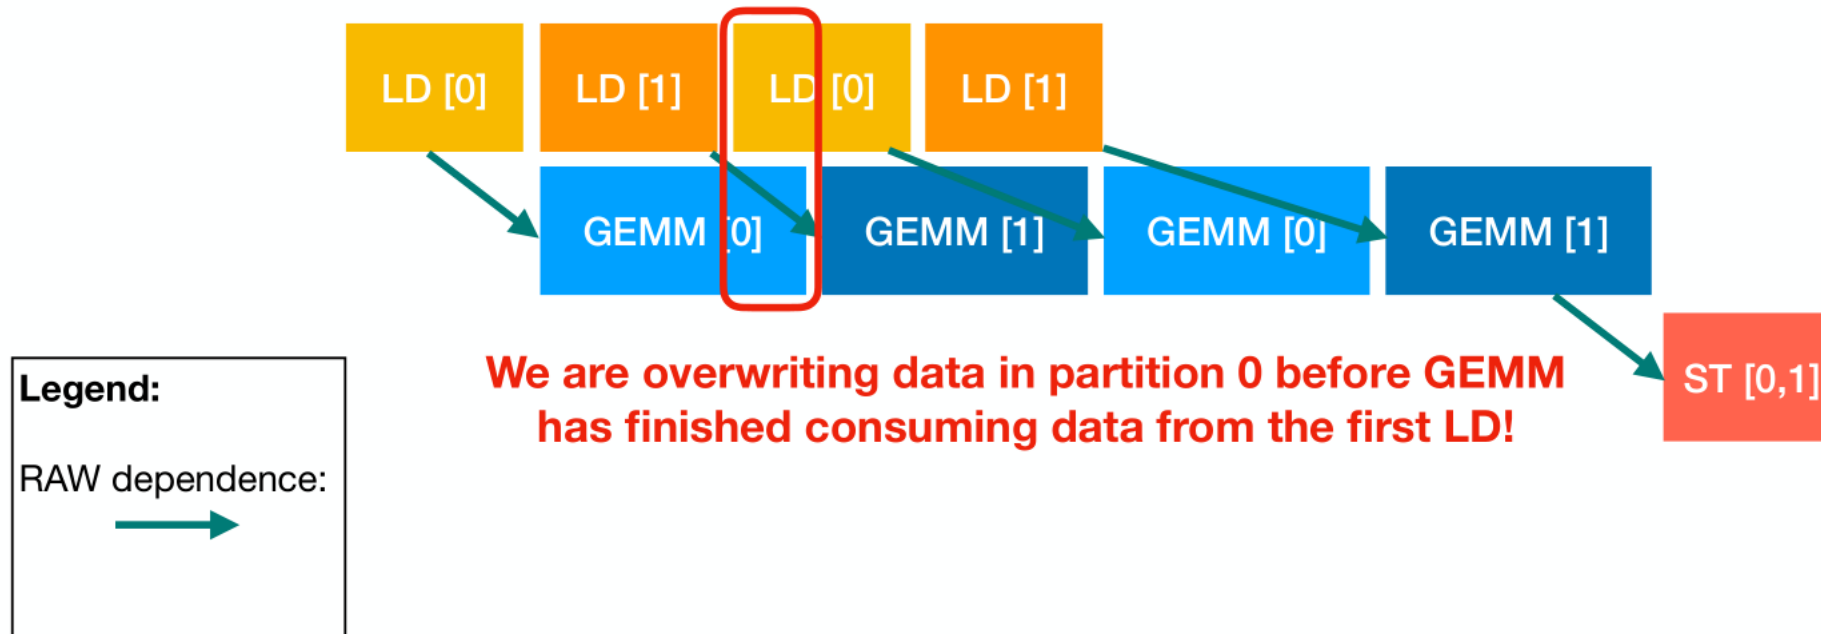 LD [0] LD [1] LD [0] LD [1]
GEMM [0] GEMM [1] GEMM [0] GEMM [1]
We are overwriting data in partition 0 before GEMM
has finished consuming data from the first LD!
ST [0,1]
Legend:
RAW dependence: